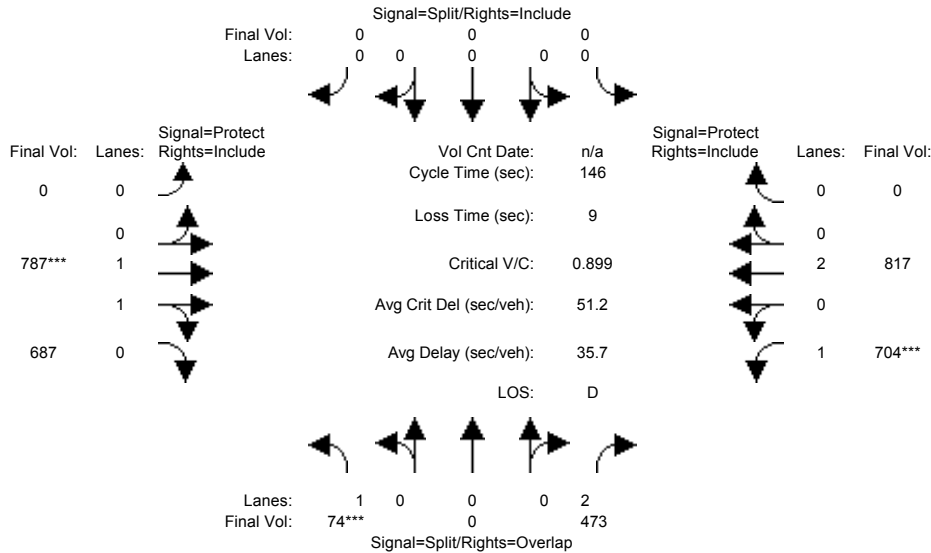 Signal=Split/Rights=Include
Final Vol: 0 0 0
Lanes: 0 0 0 0 0
Signal=Protect Signal=Protect
Final Vol: Lanes: Rights=Include Vol Cnt Date: n/a Rights=Include Lanes: Final Vol:
Cycle Time (sec): 146
0 0 0 0
Loss Time (sec): 9
0 0
787*** 1 Critical V/C: 0.899 2 817
1 Avg Crit Del (sec/veh): 51.2 0
687 0 Avg Delay (sec/veh): 35.7 1 704***
LOS: D
Lanes: 1 0 0 0 2
Final Vol: 74*** 0 473
Signal=Split/Rights=Overlap